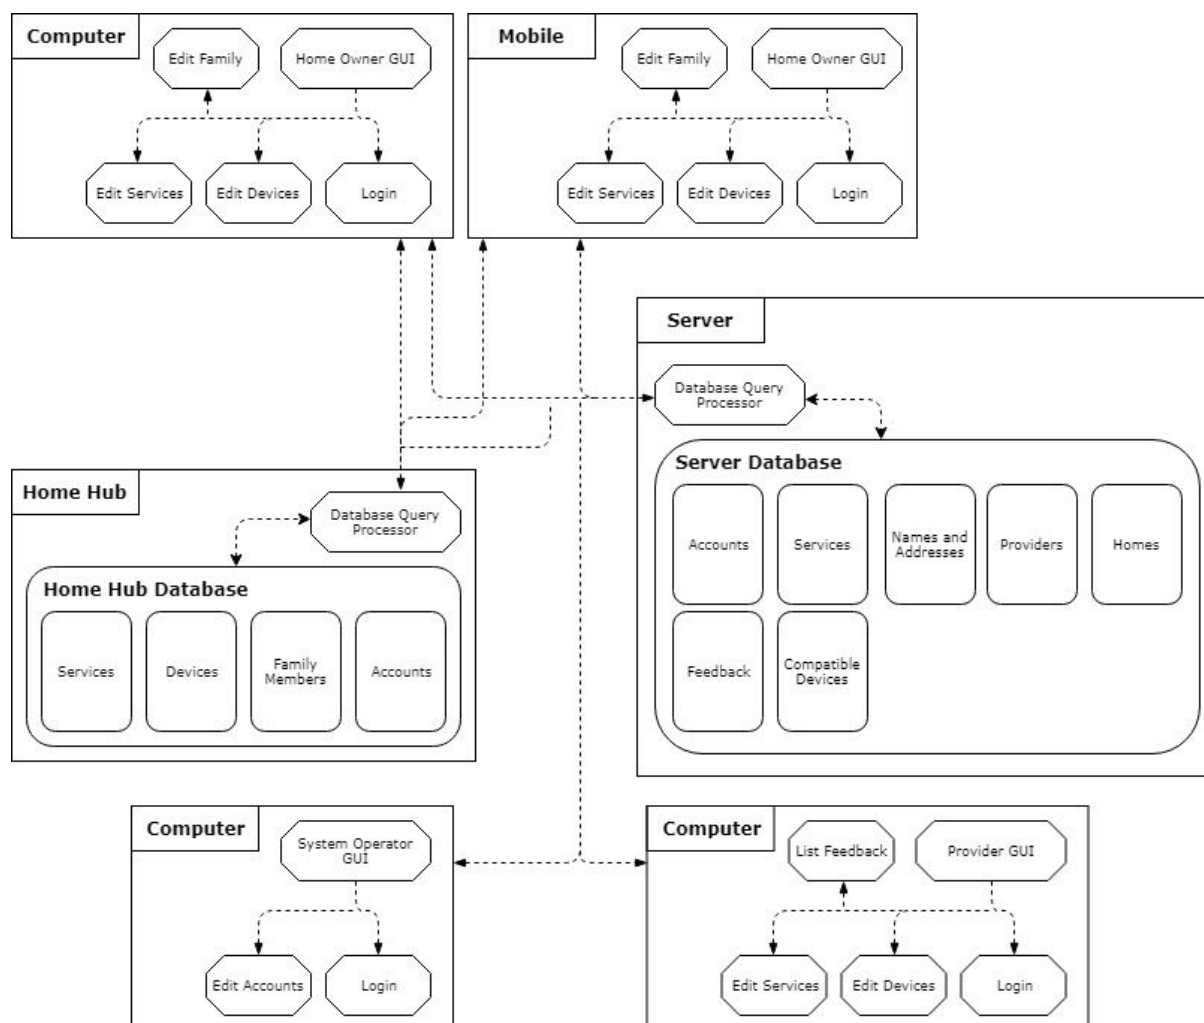 Computer
Edit Family
Home Owner GUI
Edit Services
Edit Devices
Login
Mobile
Edit Family
Home Owner GUI
Edit Services
Edit Devices
Login
Server
Database Query
Processor
Server Database
Accounts
Services
Names and
Addresses
Providers
Homes
Feedback
Compatible
Devices
Home Hub
Database Query
Processor
Home Hub Database
Services
Devices
Family
Members
Accounts
Computer
System Operator
GUI
Edit Accounts
Login
Computer
List Feedback
Provider GUI
Edit Services
Edit Devices
Login